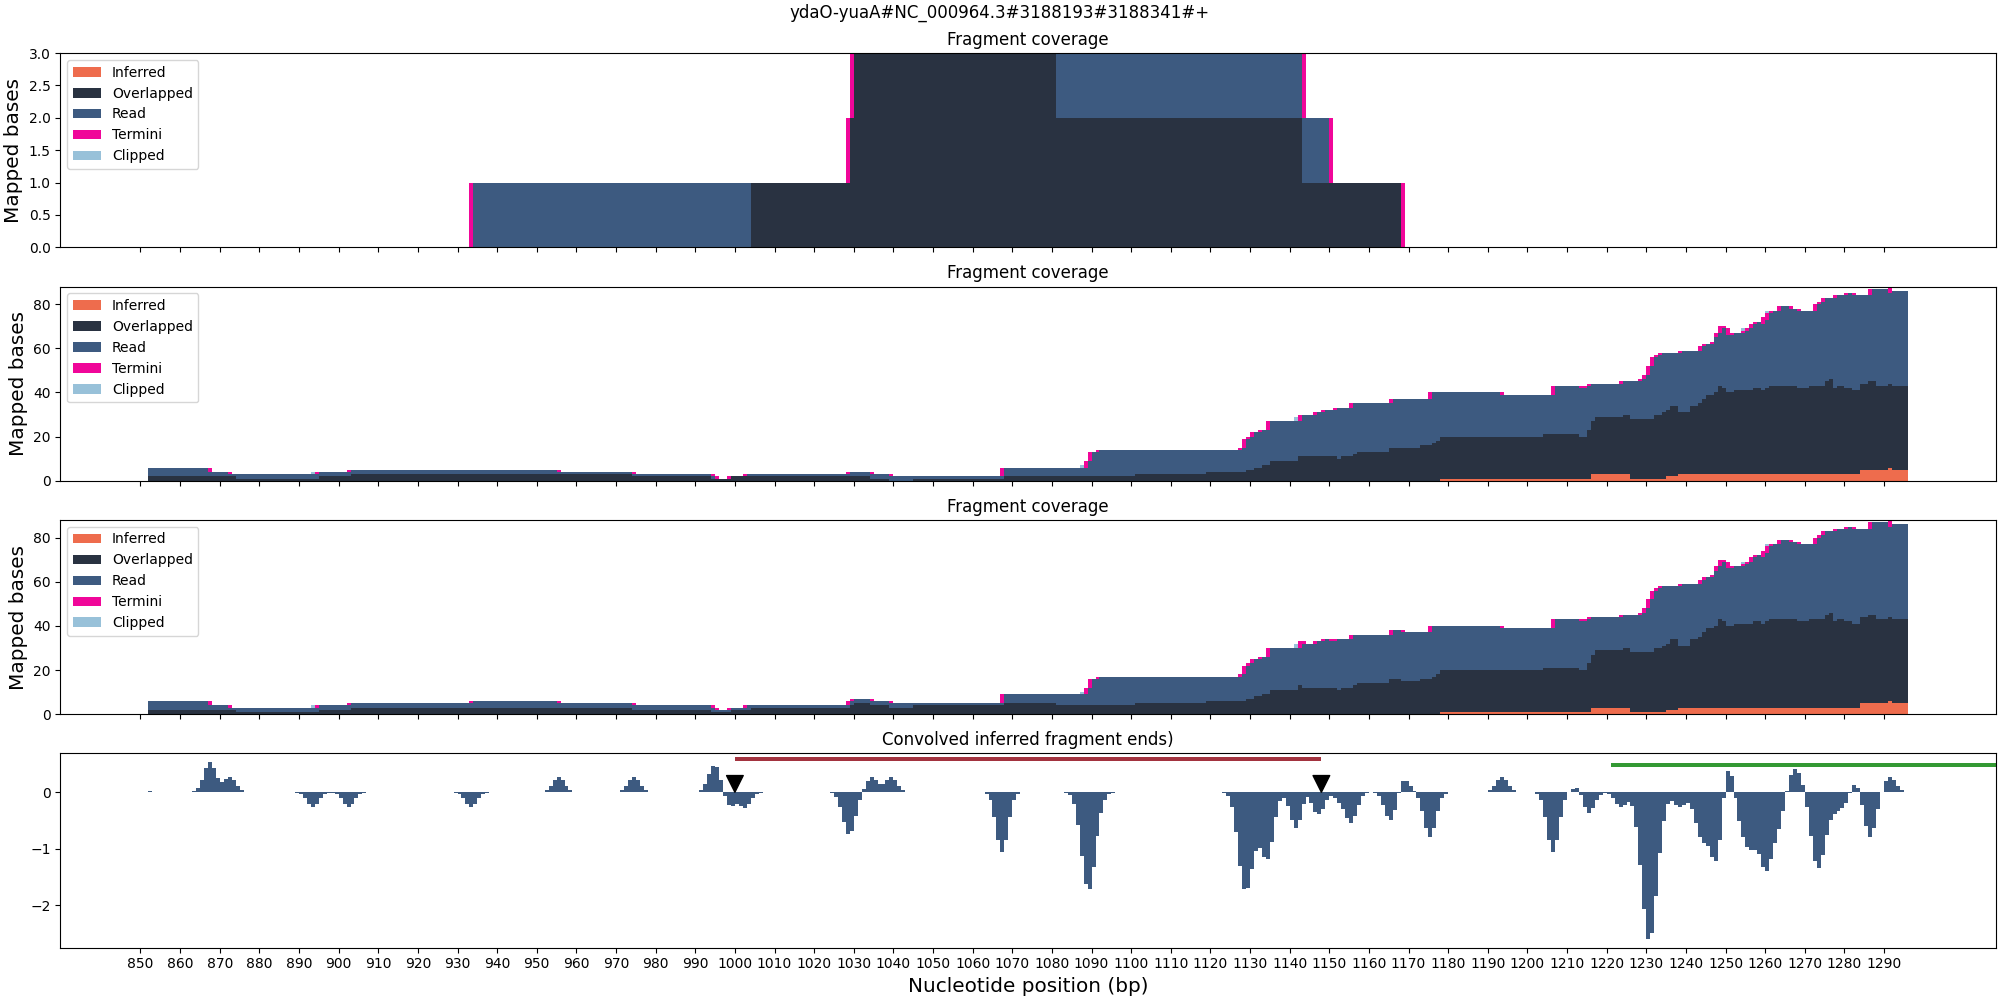 ydaO-yuaA#NC_000964.3#3188193#3188341#+
Fragment coverage
Mapped bases
3.0
2.5
2.0
1.5
1.0
0.5
0.0
Inferred
Overlapped
Read
Termini
Clipped
Fragment coverage
Mapped bases
80
60
40
20
0
Inferred
Overlapped
Read
Termini
Clipped
Fragment coverage
Mapped bases
80
60
40
20
0
Inferred
Overlapped
Read
Termini
Clipped
Convolved inferred fragment ends)
0
−1
−2
850 860 870 880 890 900 910 920 930 940 950 960 970 980 990 1000 1010 1020 1030 1040 1050 1060 1070 1080 1090 1100 1110 1120 1130 1140 1150 1160 1170 1180 1190 1200 1210 1220 1230 1240 1250 1260 1270 1280 1290
Nucleotide position (bp)